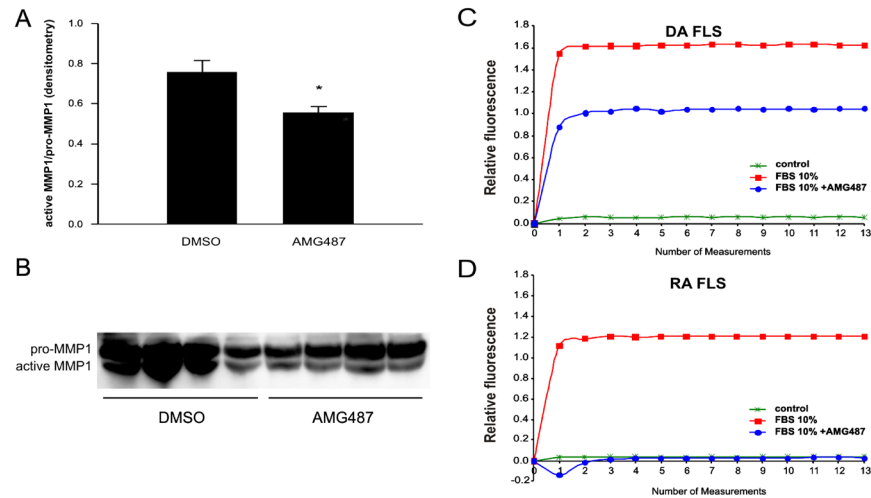 A
active MMP1/pro-MMP1 (densitometry)
1.0
0.8
0.6
0.4
0.2
0.0
*
DMSO
AMG487
B
pro-MMP1
active MMP1
DMSO
AMG487
C
DA FLS
Relative fluorescence
1.8
1.6
1.4
1.2
1.0
0.8
0.6
0.4
0.2
0.0
control
FBS 10%
FBS 10% +AMG487
0 1 2 3 4 5 6 7 8 9 10 11 12 13
Number of Measurements
D
RA FLS
Relative fluorescence
1.8
1.6
1.4
1.2
1.0
0.8
0.6
0.4
0.2
0.0
-0.2
control
FBS 10%
FBS 10% +AMG487
0 1 2 3 4 5 6 7 8 9 10 11 12 13
Number of Measurements